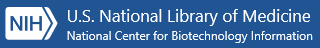 NIH
U.S. National Library of Medicine
National Center for Biotechnology Information